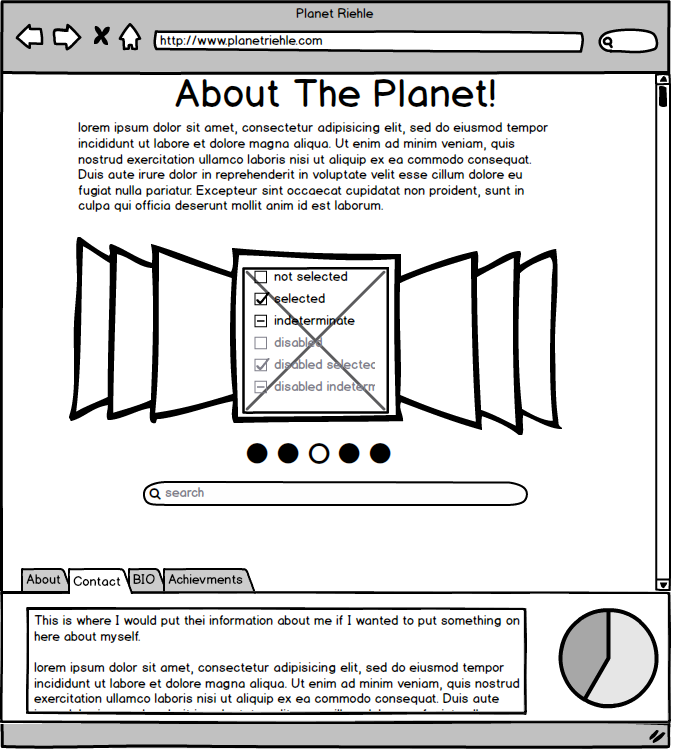 Planet Riehle
http://www.planetriehle.com
About The Planet!
lorem ipsum dolor sit amet, consectetur adipisicing elit, sed do eiusmod tempor
incididunt ut labore et dolore magna aliqua. Ut enim ad minim veniam, quis
nostrud exercitation ullamco laboris nisi ut aliquip ex ea commodo consequat.
Duis aute irure dolor in reprehenderit in voluptate velit esse cillum dolore eu
fugiat nulla pariatur. Excepteur sint occaecat cupidatat non proident, sunt in
culpa qui officia deserunt mollit anim id est laborum.
not selected
selected
indeterminate
disabled
disabled selected
disabled indeterm
search
About Contact BIO Achievments
This is where I would put thei information about me if I wanted to put something on
here about myself.
lorem ipsum dolor sit amet, consectetur adipisicing elit, sed do eiusmod tempor
incididunt ut labore et dolore magna aliqua. Ut enim ad minim veniam, quis nostrud
exercitation ullamco laboris nisi ut aliquip ex ea commodo consequat. Duis aute